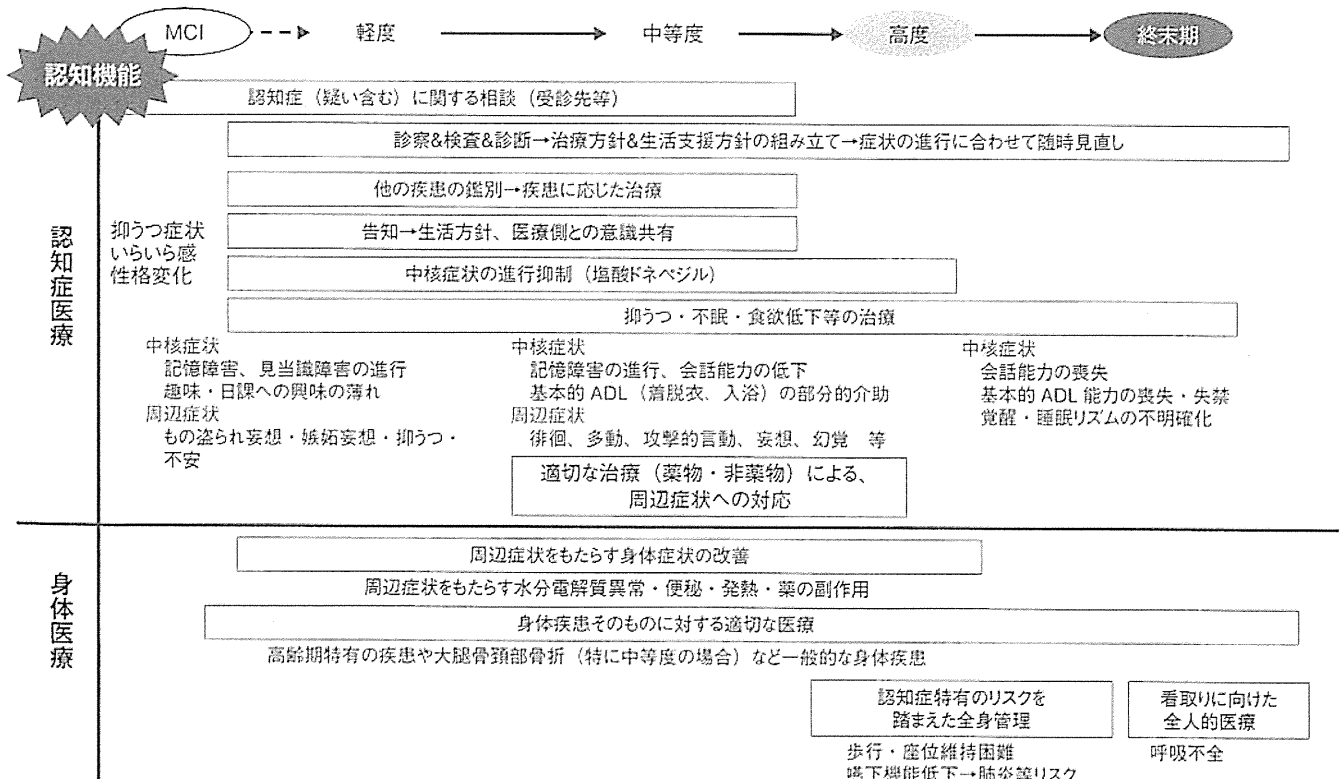 MCI
軽度
中等度
高度
終末期
認知機能
認知症（疑い含む）に関する相談（受診先等）
診察&検査&診断→治療方針&生活支援方針の組み立て→症状の進行に合わせて随時見直し
他の疾患の鑑別→疾患に応じた治療
告知→生活方針、医療側との意識共有
中核症状の進行抑制（塩酸ドネペジル）
抑うつ・不眠・食欲低下等の治療
認知症医療
抑うつ症状
いらいら感
性格変化
中核症状
記憶障害、見当識障害の進行
趣味・日課への興味の薄れ
周辺症状
もの盗られ妄想・嫉妬妄想・抑うつ・
不安
中核症状
記憶障害の進行、会話能力の低下
基本的 ADL（着脱衣、入浴）の部分的介助
周辺症状
徘徊、多動、攻撃的言動、妄想、幻覚　等
適切な治療（薬物・非薬物）による、
周辺症状への対応
中核症状
会話能力の喪失
基本的 ADL 能力の喪失・失禁
覚醒・睡眠リズムの不明確化
身体医療
周辺症状をもたらす身体症状の改善
周辺症状をもたらす水分電解質異常・便秘・発熱・薬の副作用
身体疾患そのものに対する適切な医療
高齢期特有の疾患や大腿骨頚部骨折（特に中等度の場合）など一般的な身体疾患
認知症特有のリスクを
踏まえた全身管理
歩行・座位維持困難
嚥下機能低下→肺炎等リスク
看取りに向けた
全人的医療
呼吸不全